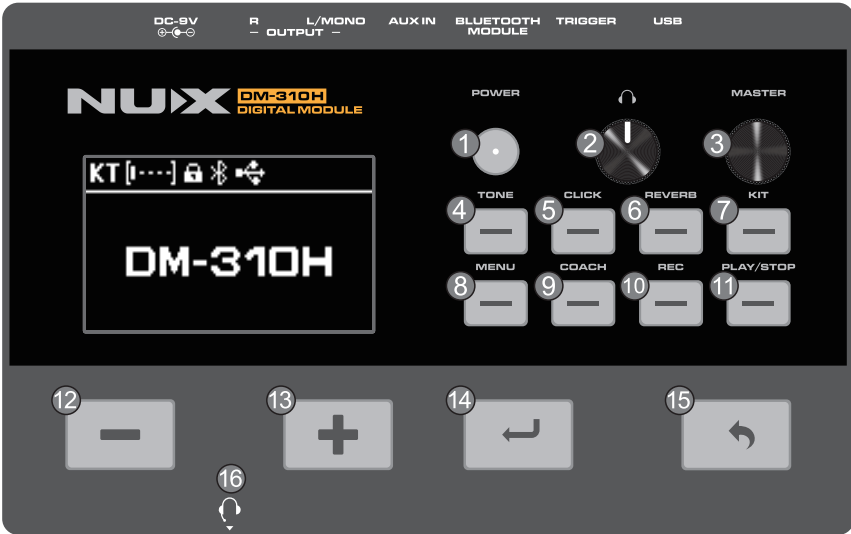 DC-9V R L/MONO AUX IN BLUETOOTH MODULE TRIGGER USB
– OUTPUT –
NUX DM-310H
DIGITAL MODULE
POWER MASTER
1 2 3
KT
DM-310H
TONE CLICK REVERB KIT
4 5 6 7
MENU COACH REC PLAY/STOP
8 9 10 11
12 13 14 15
16